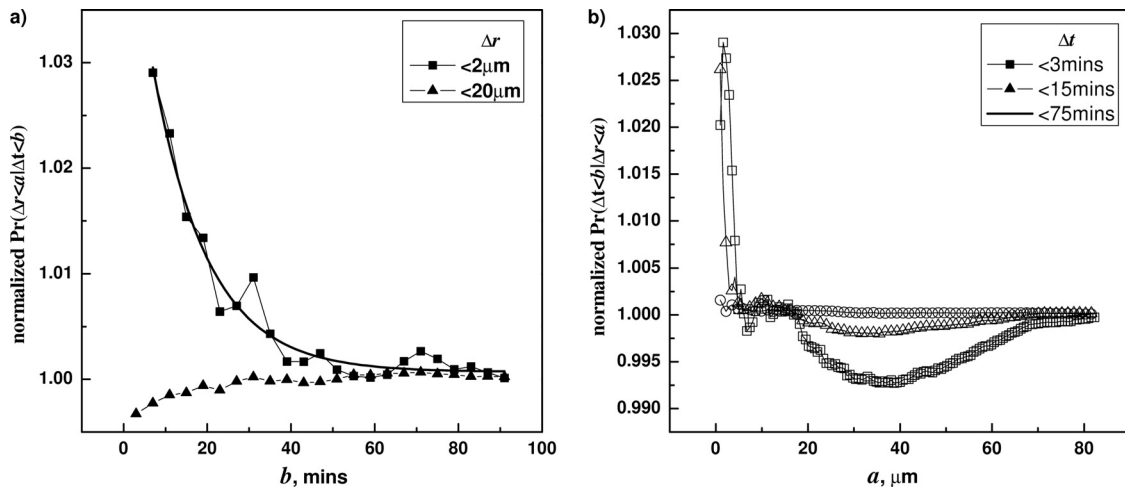 a)
normalized Pr(Δr<a|Δt<b)
1.03
1.02
1.01
1.00
0
20
40
60
80
100
b, mins
Δr
<2μm
<20μm
b)
normalized Pr(Δt<b|Δr<a)
1.030
1.025
1.020
1.015
1.010
1.005
1.000
0.995
0.990
0
20
40
60
80
a, μm
Δt
<3mins
<15mins
<75mins